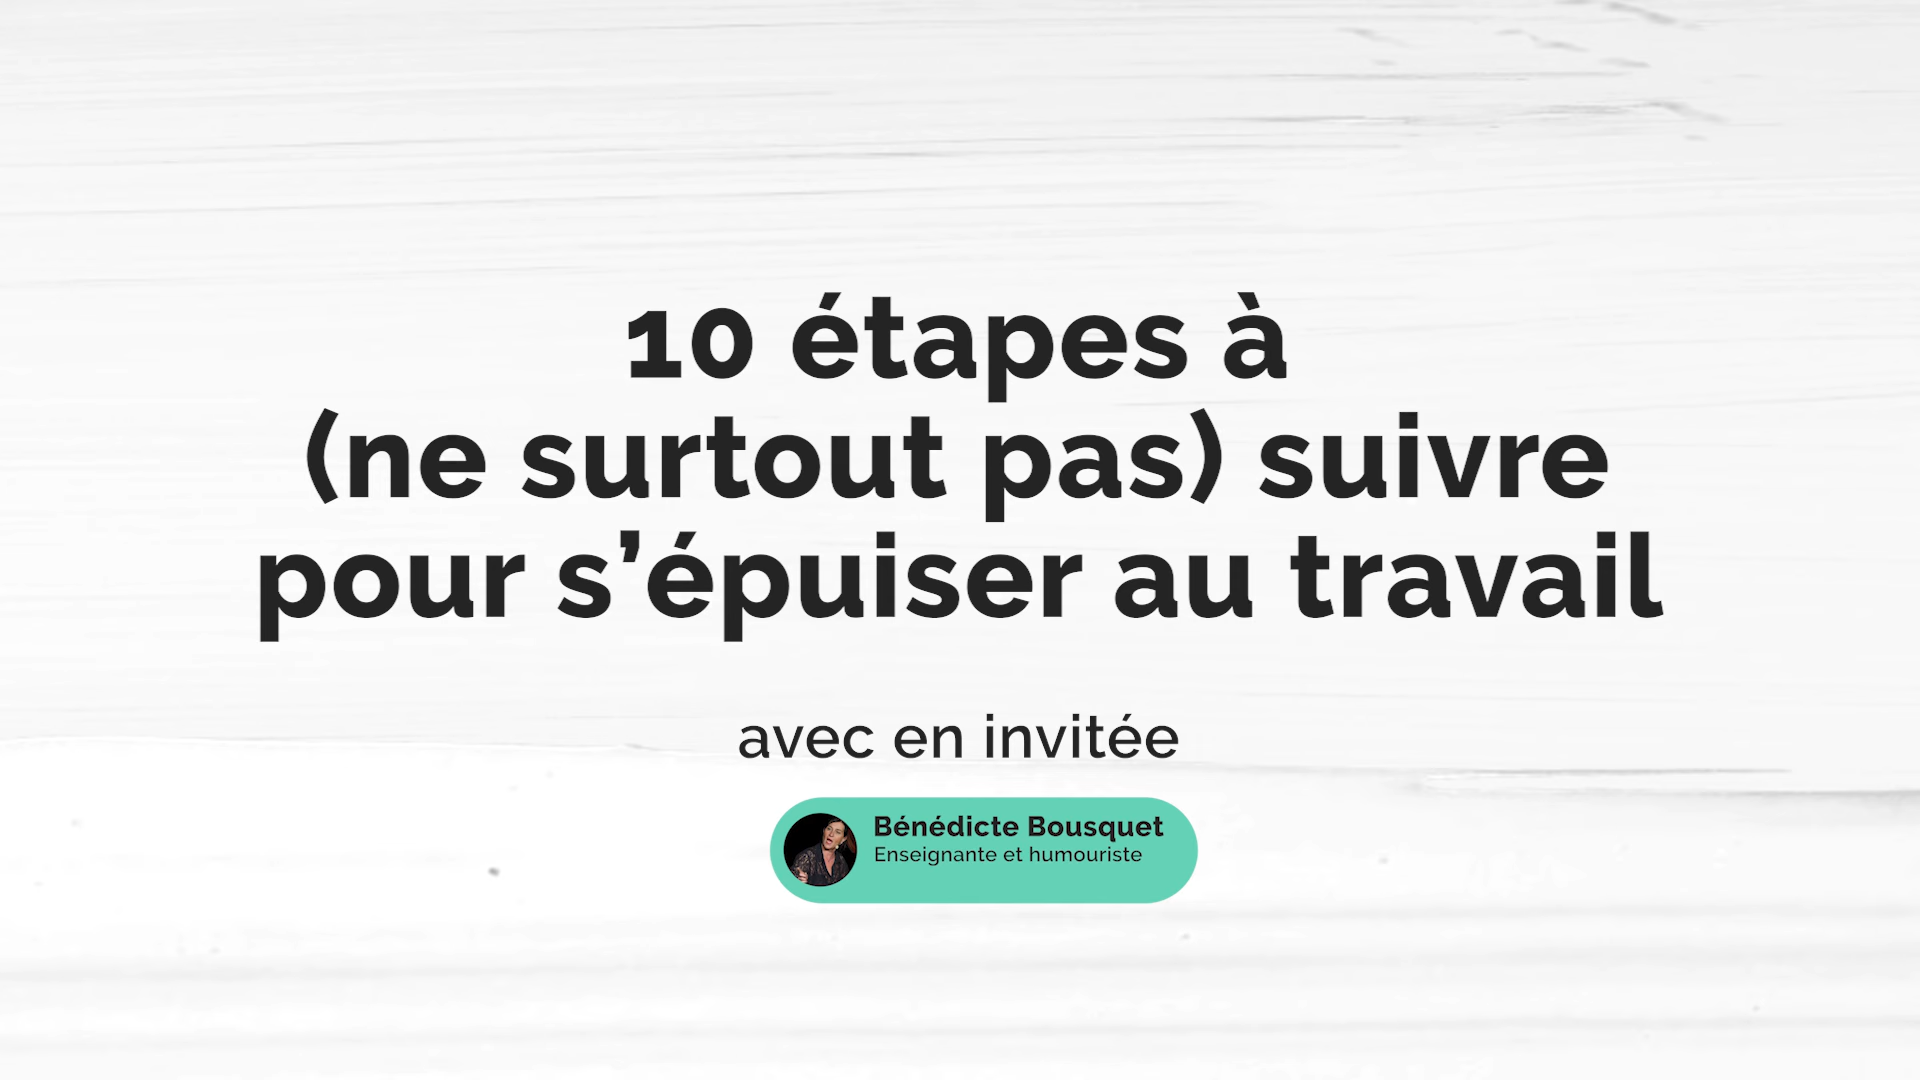 10 étapes à
(ne surtout pas) suivre
pour s’épuiser au travail
avec en invitée
Bénédicte Bousquet
Enseignante et humouriste